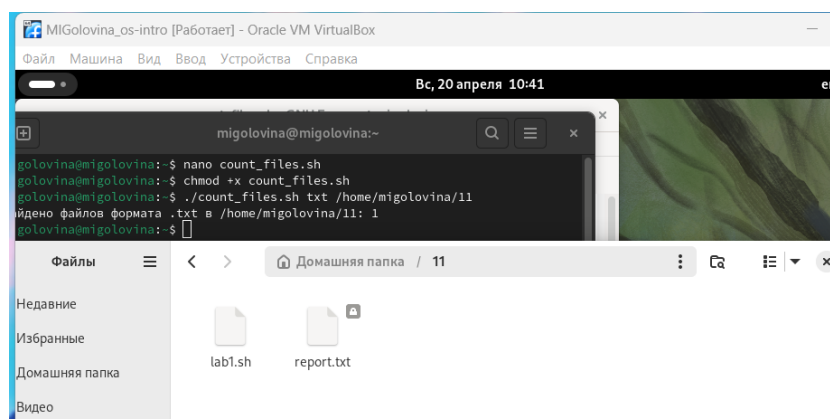 MIGolovina_os-intro [Работает] - Oracle VM VirtualBox
Файл Машина Вид Ввод Устройства Справка
Вс, 20 апреля 10:41
migolovina@migolovina:~
golovina@migolovina:~$ nano count_files.sh
golovina@migolovina:~$ chmod +x count_files.sh
golovina@migolovina:~$ ./count_files.sh txt /home/migolovina/11
йдено файлов формата .txt в /home/migolovina/11: 1
golovina@migolovina:~$
Файлы
Домашняя папка / 11
Недавние
Избранные
Домашняя папка
Видео
lab1.sh report.txt